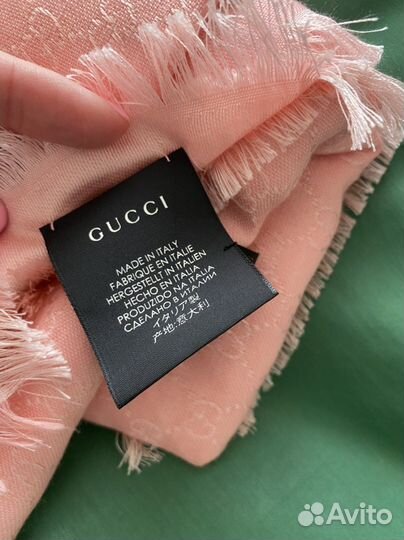 GUCCI
MADE IN ITALY
FABRIQUE EN ITALIE
HERGESTELLT IN ITALIEN
HECHO EN ITALIA
PRODUZIDO NA ITALIA
СДЕЛАНО В ИТАЛИИ
イタリア製
产地:意大利
Avito